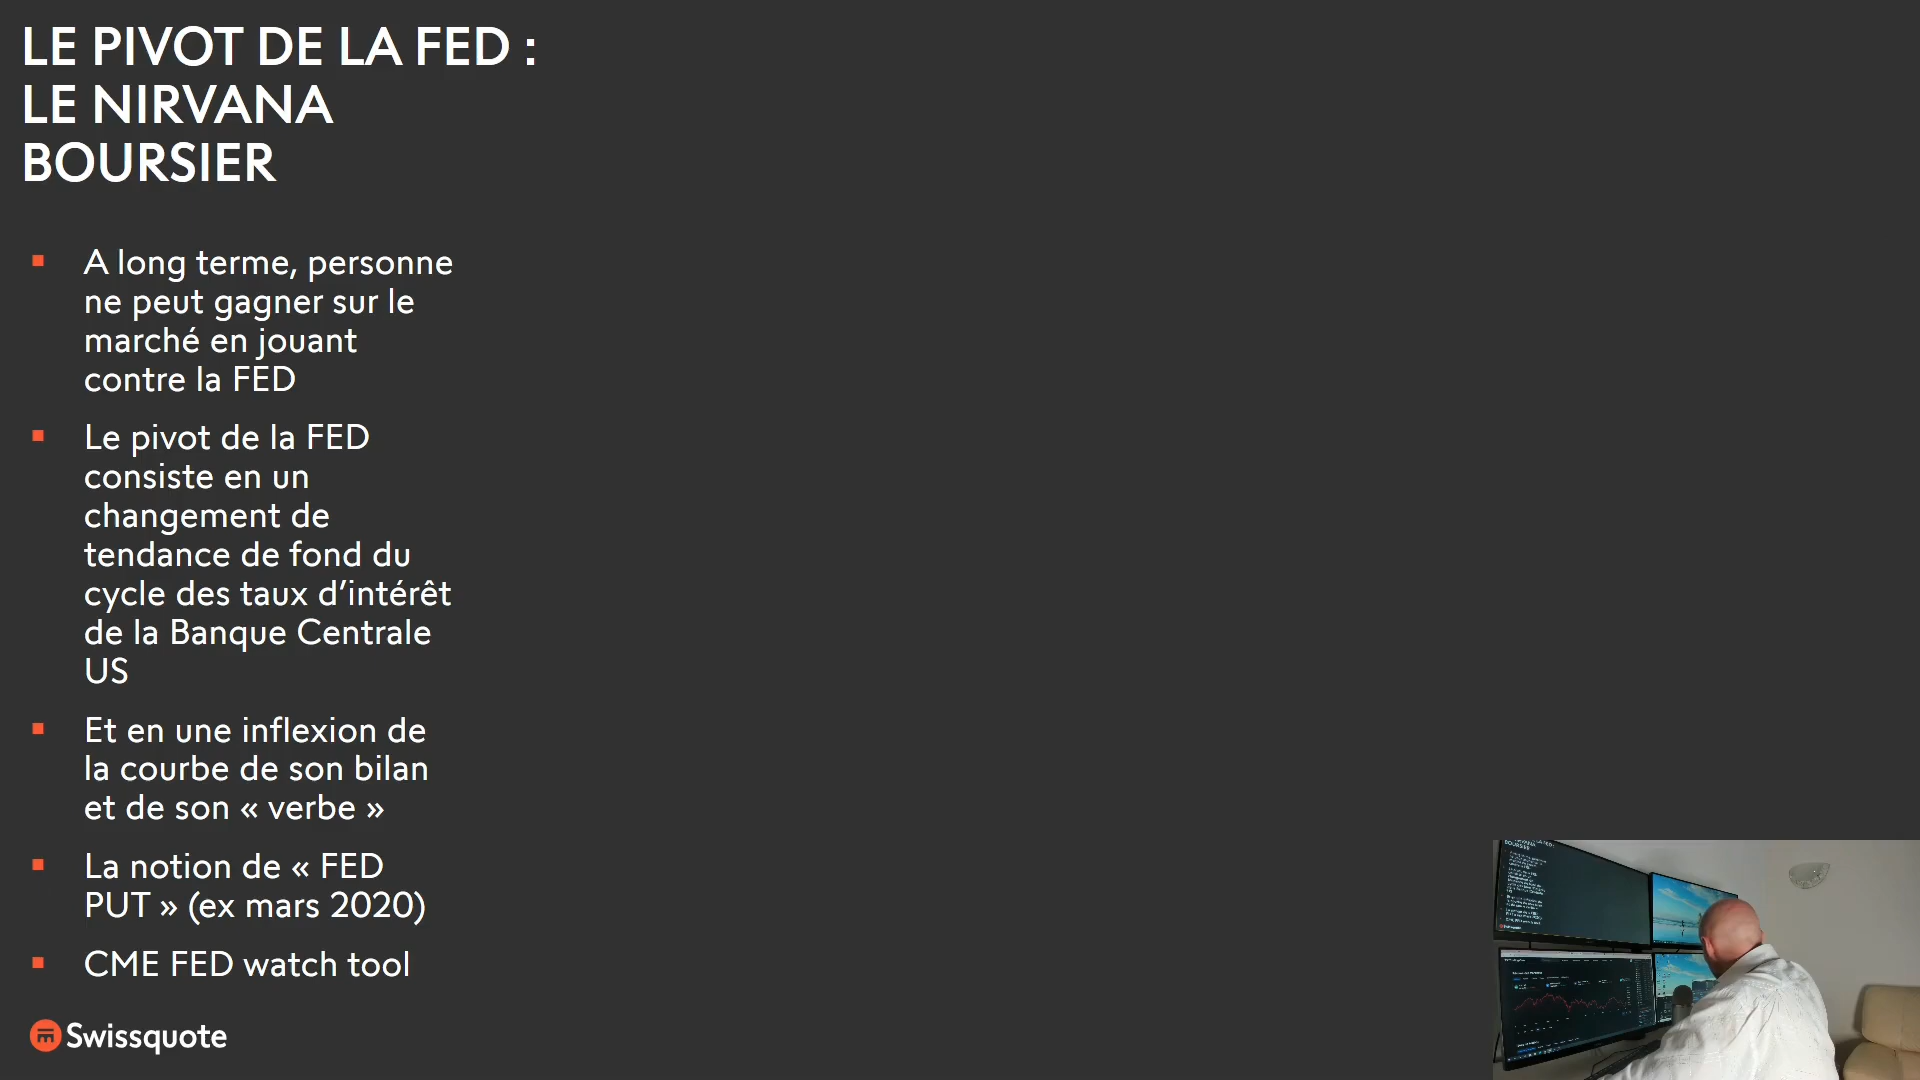 LE PIVOT DE LA FED :
LE NIRVANA
BOURSIER
A long terme, personne
ne peut gagner sur le
marché en jouant
contre la FED
Le pivot de la FED
consiste en un
changement de
tendance de fond du
cycle des taux d’intérêt
de la Banque Centrale
US
Et en une inflexion de
la courbe de son bilan
et de son « verbe »
La notion de « FED
PUT » (ex mars 2020)
CME FED watch tool
Swissquote